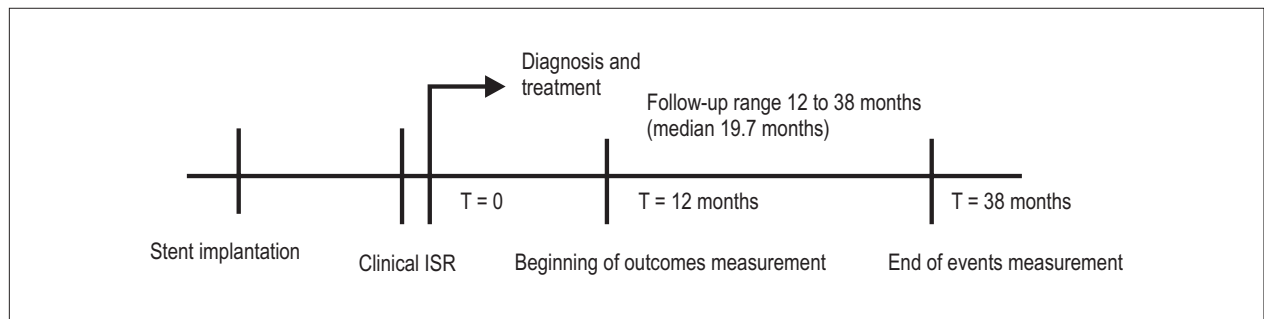 Diagnosis and
treatment
Follow-up range 12 to 38 months
(median 19.7 months)
T = 0
T = 12 months
T = 38 months
Stent implantation
Clinical ISR
Beginning of outcomes measurement
End of events measurement